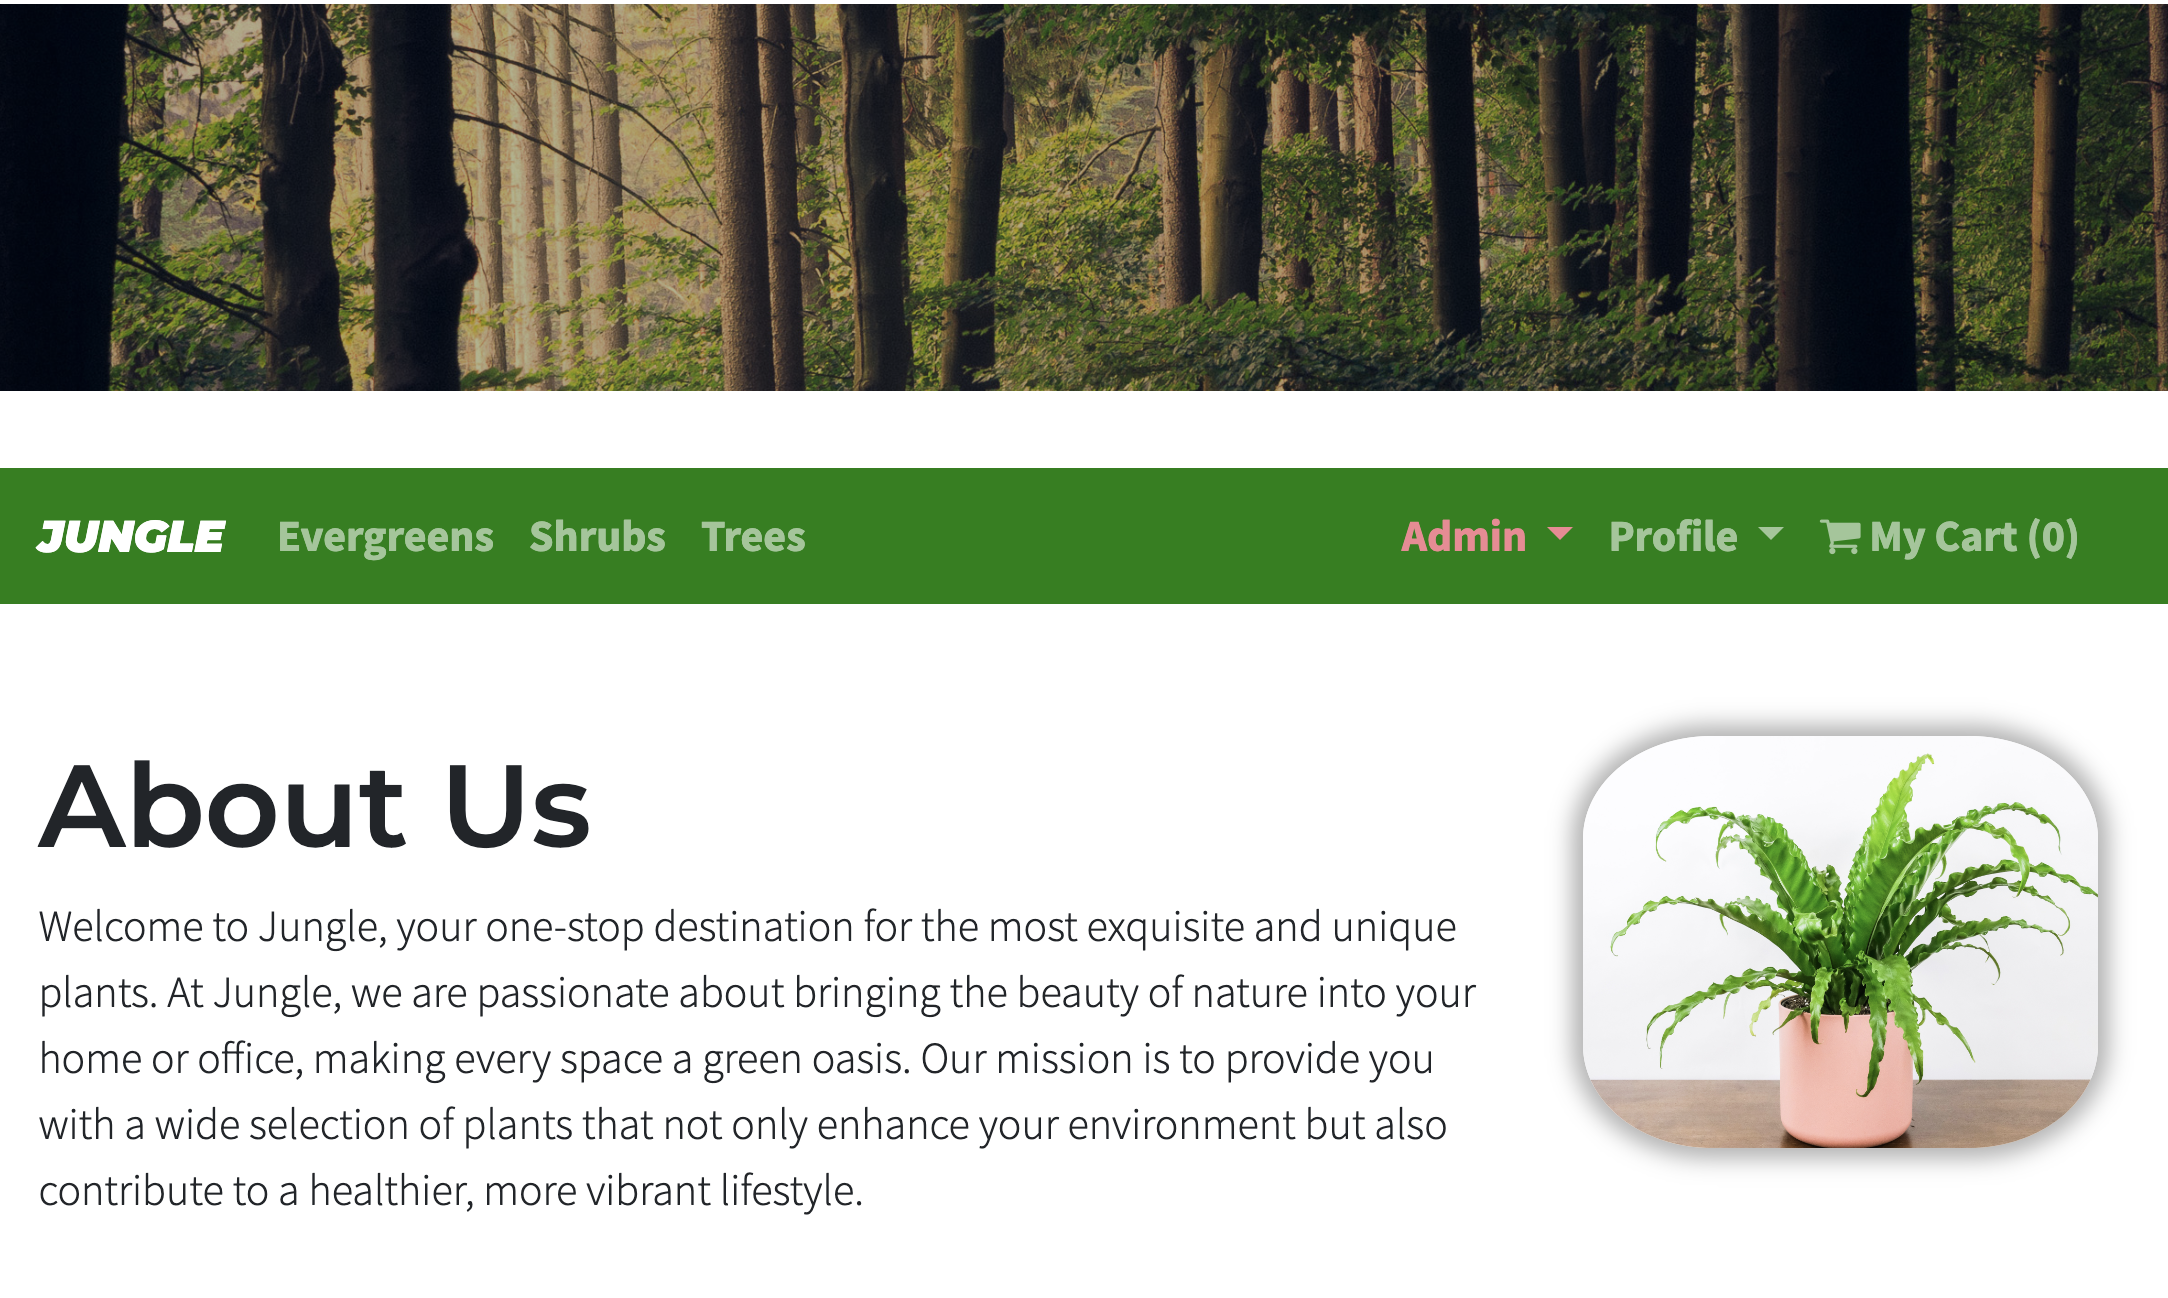 JUNGLE Evergreens Shrubs Trees Admin Profile My Cart (0)
About Us
Welcome to Jungle, your one-stop destination for the most exquisite and unique
plants. At Jungle, we are passionate about bringing the beauty of nature into your
home or office, making every space a green oasis. Our mission is to provide you
with a wide selection of plants that not only enhance your environment but also
contribute to a healthier, more vibrant lifestyle.